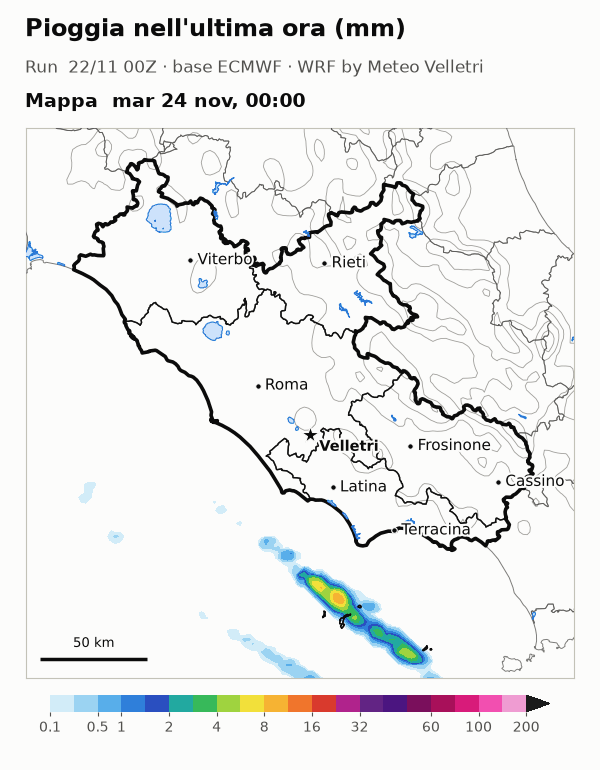 Pioggia nell'ultima ora (mm)
Run  22/11 00Z · base ECMWF · WRF by Meteo Velletri
Mappa  mar 24 nov, 00:00
Viterbo
Rieti
Roma
Velletri
Frosinone
Latina
Cassino
Terracina
50 km
0.1 0.5 1 2 4 8 16 32 60 100 200